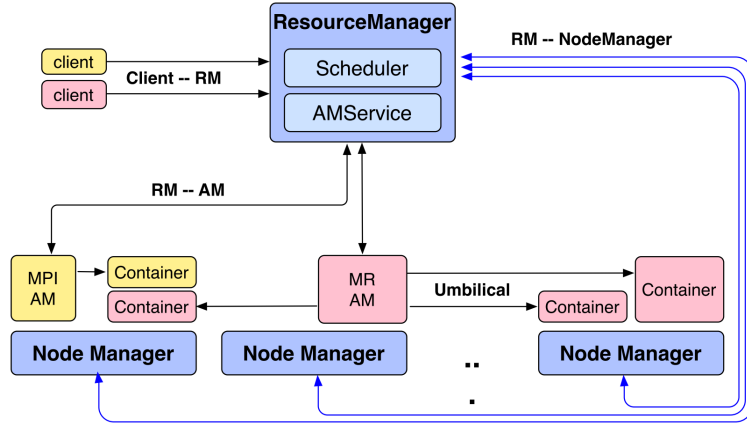 ResourceManager
RM -- NodeManager
client
Client -- RM
Scheduler
client
AMService
RM -- AM
MPI
AM
Container
Container
MR
AM
Umbilical
Container
Container
Node Manager
Node Manager
..
.
Node Manager